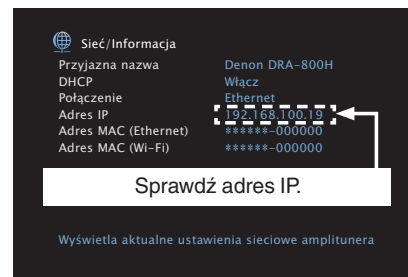 Sieć/Informacja
Przyjazna nazwa Denon DRA-800H
DHCP Włącz
Połączenie Ethernet
Adres IP 192.168.100.19
Adres MAC (Ethernet) ******-000000
Adres MAC (Wi-Fi) ******-000000
Sprawdź adres IP.
Wyświetla aktualne ustawienia sieciowe amplitunera